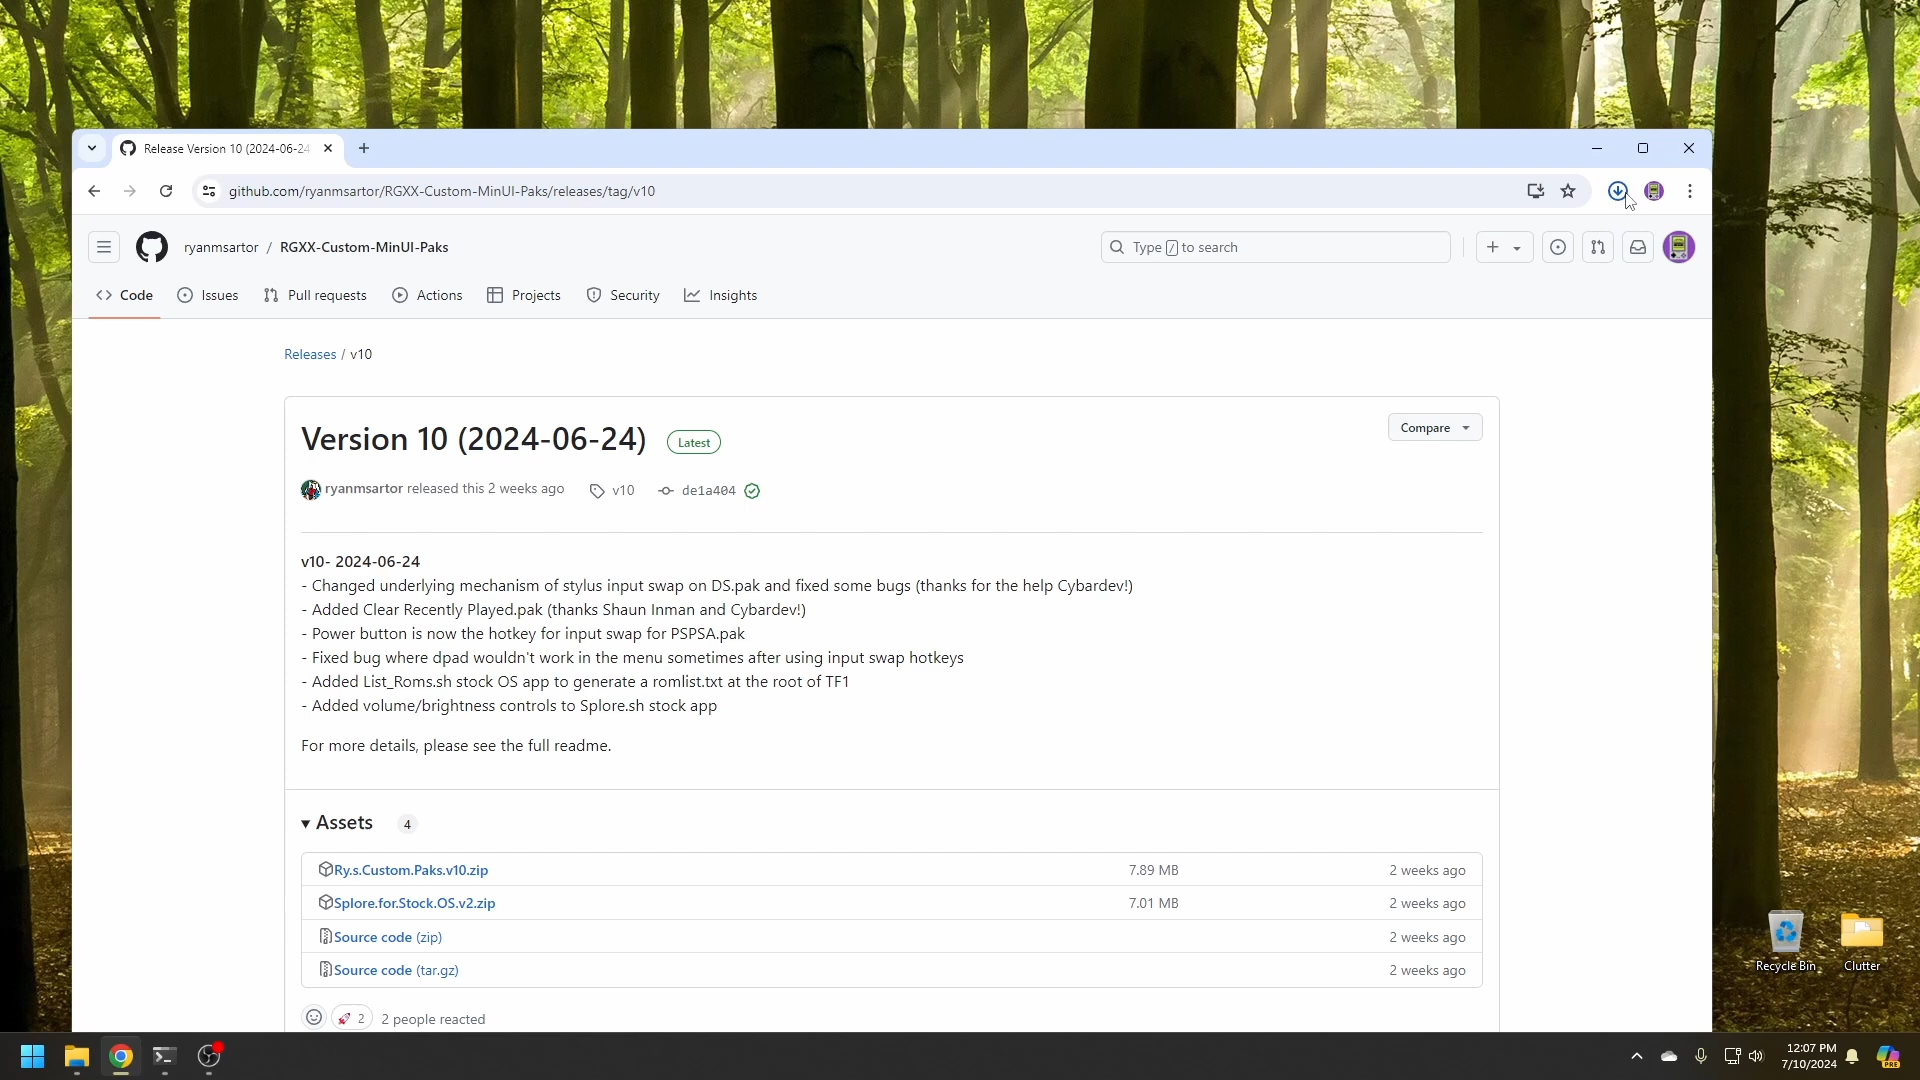 Release Version 10 (2024-06-24
github.com/ryanmsartor/RGXX-Custom-MinUI-Paks/releases/tag/v10
ryanmsartor / RGXX-Custom-MinUI-Paks
Type / to search
Code
Issues
Pull requests
Actions
Projects
Security
Insights
Releases / v10
Version 10 (2024-06-24)
Latest
Compare
ryanmsartor released this 2 weeks ago
v10
de1a404
v10- 2024-06-24
- Changed underlying mechanism of stylus input swap on DS.pak and fixed some bugs (thanks for the help Cybardev!)
- Added Clear Recently Played.pak (thanks Shaun Inman and Cybardev!)
- Power button is now the hotkey for input swap for PSPSA.pak
- Fixed bug where dpad wouldn't work in the menu sometimes after using input swap hotkeys
- Added List_Roms.sh stock OS app to generate a romlist.txt at the root of TF1
- Added volume/brightness controls to Splore.sh stock app
For more details, please see the full readme.
Assets 4
Ry.s.Custom.Paks.v10.zip 7.89 MB 2 weeks ago
Splore.for.Stock.OS.v2.zip 7.01 MB 2 weeks ago
Source code (zip) 2 weeks ago
Source code (tar.gz) 2 weeks ago
2 2 people reacted
Recycle Bin
Clutter
12:07 PM
7/10/2024
PRE